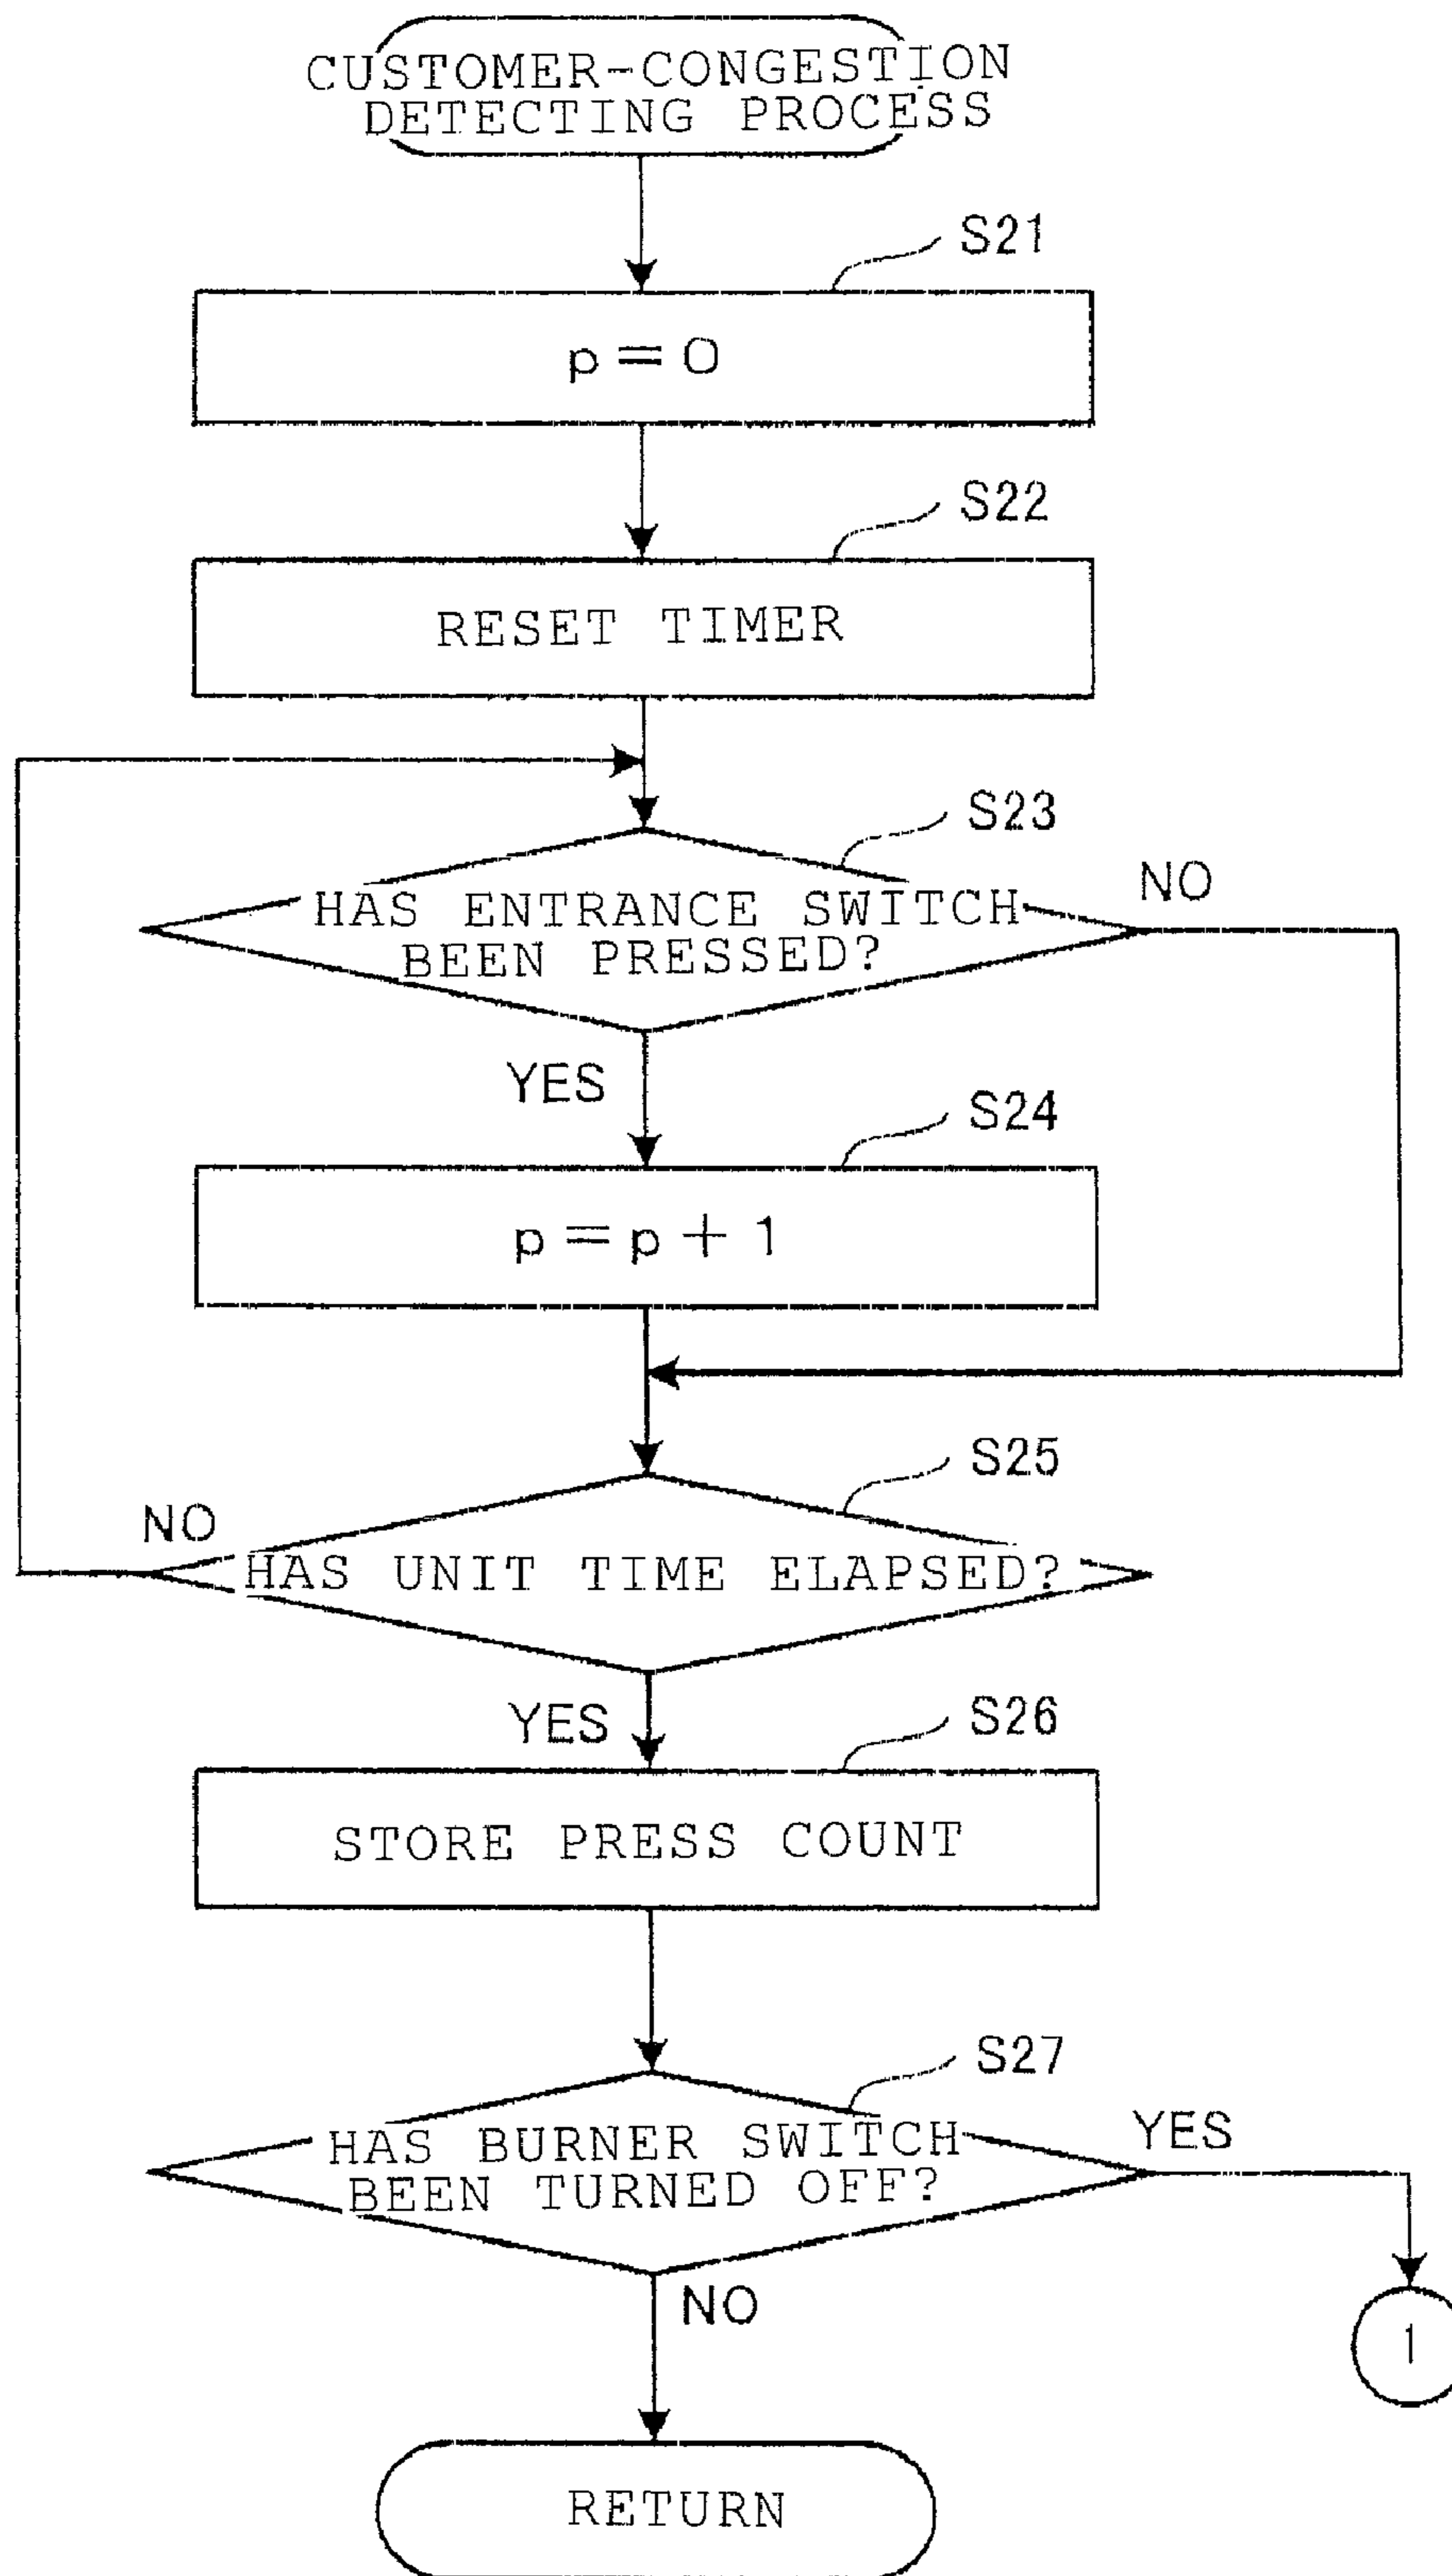 CUSTOMER-CONGESTION
DETECTING PROCESS
S21
p=0
S22
RESET TIMER
S23
HAS ENTRANCE SWITCH
BEEN PRESSED?
NO
YES
S24
p=p+1
S25
NO
HAS UNIT TIME ELAPSED?
YES
S26
STORE PRESS COUNT
S27
HAS BURNER SWITCH
BEEN TURNED OFF?
YES
NO
1
RETURN